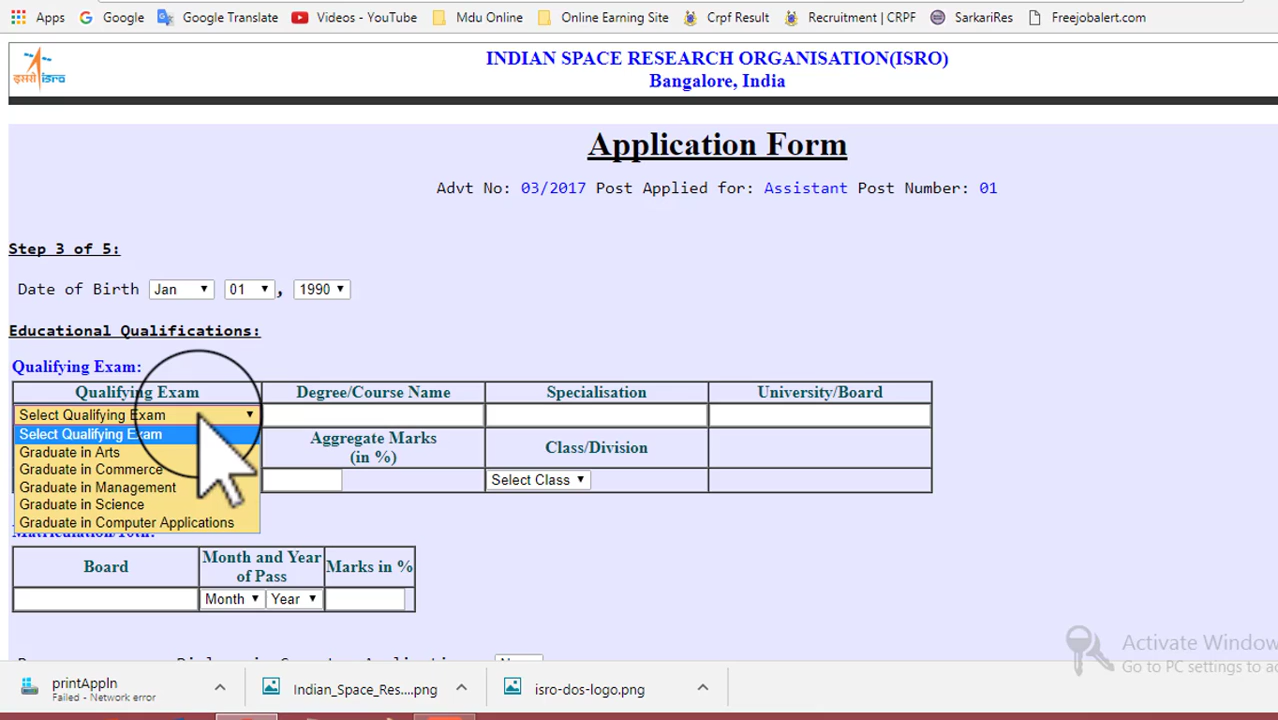 Apps Google Google Translate Videos - YouTube Mdu Online Online Earning Site Crpf Result Recruitment | CRPF SarkariRes Freejobalert.com
इसरो isro
INDIAN SPACE RESEARCH ORGANISATION(ISRO)
Bangalore, India
Application Form
Advt No: 03/2017 Post Applied for: Assistant Post Number: 01
Step 3 of 5:
Date of Birth Jan 01 , 1990
Educational Qualifications:
Qualifying Exam:
Qualifying Exam Degree/Course Name Specialisation University/Board
Select Qualifying Exam
Select Qualifying Exam
Graduate in Arts
Graduate in Commerce
Graduate in Management
Graduate in Science
Graduate in Computer Applications
Aggregate Marks
(in %)
Class/Division
Select Class
Matriculation/10th:
Board Month and Year
of Pass
Marks in %
Month Year
Activate Window
Go to PC settings to a
printAppln
Failed - Network error
Indian_Space_Res....png
isro-dos-logo.png